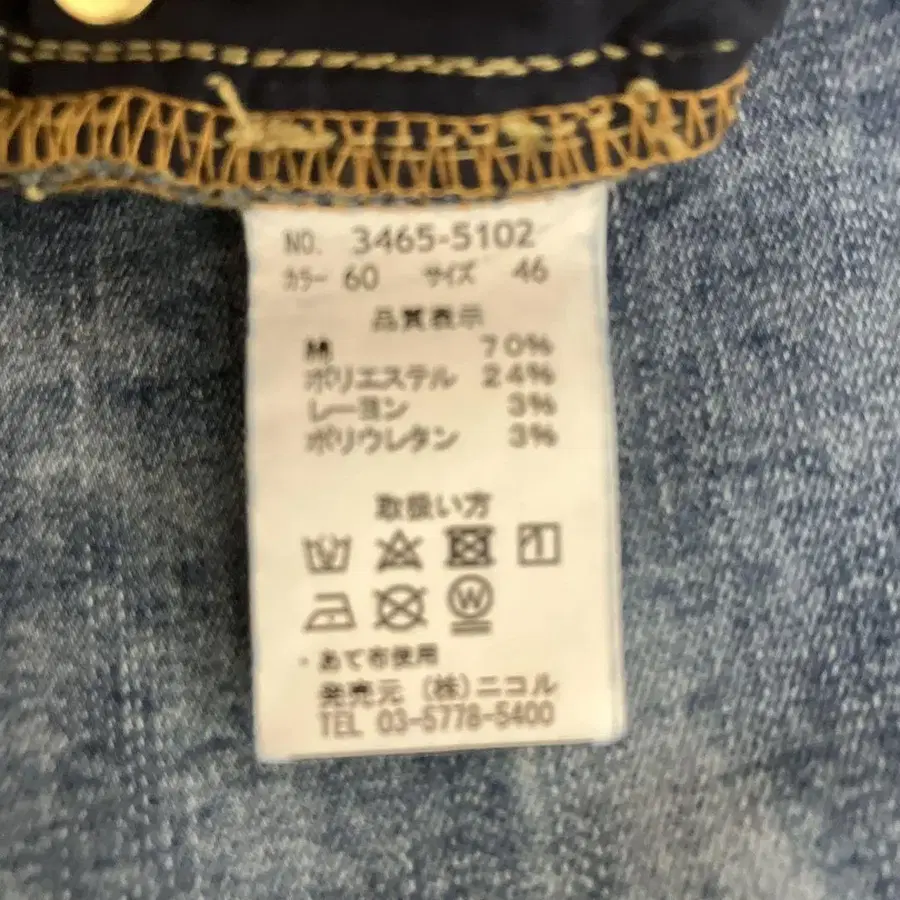 NO. 3465-5102
カラー 60 サイズ 46
品質表示
綿 70%
ポリエステル 24%
レーヨン 3%
ポリウレタン 3%
取扱い方
W
・あて布使用
発売元 (株)ニコル
TEL 03-5778-5400